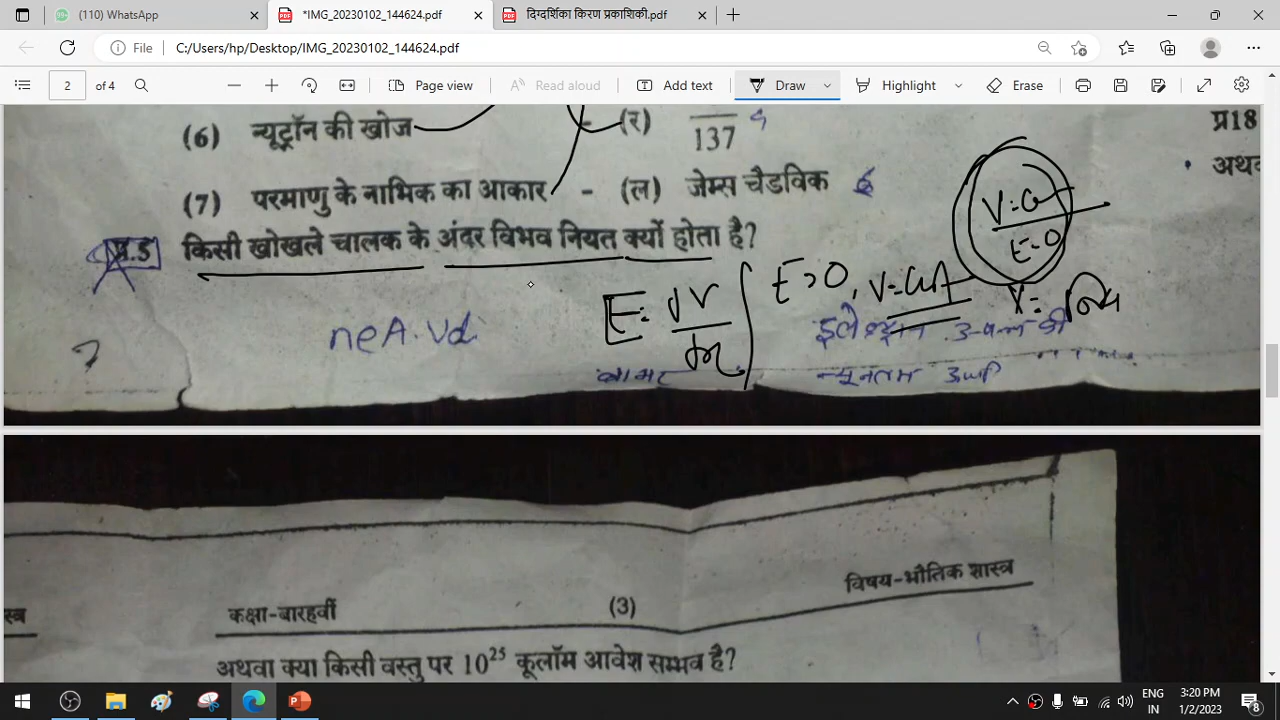 (110) WhatsApp
*IMG_20230102_144624.pdf
दिग्दर्शिका किरण प्रकाशिकी.pdf
File C:/Users/hp/Desktop/IMG_20230102_144624.pdf
2 of 4 Page view Read aloud Add text Draw Highlight Erase
(6) न्यूट्रॉन की खोज - (र) 137
(7) परमाणु के नाभिक का आकार - (ल) जेम्स चैडविक
प्र18
अथव
V=
E=0
प्र.5 किसी खोखले चालक के अंदर विभव नियत क्यों होता है?
neA.Vd
E= dV
E=0,
न्यूनतम
विषय-भौतिक शास्त्र
स्त्र
कक्षा-बारहवीं (3)
अथवा क्या किसी वस्तु पर 10²⁵ कूलॉम आवेश सम्भव है?
ENG
IN
3:20 PM
1/2/2023
8